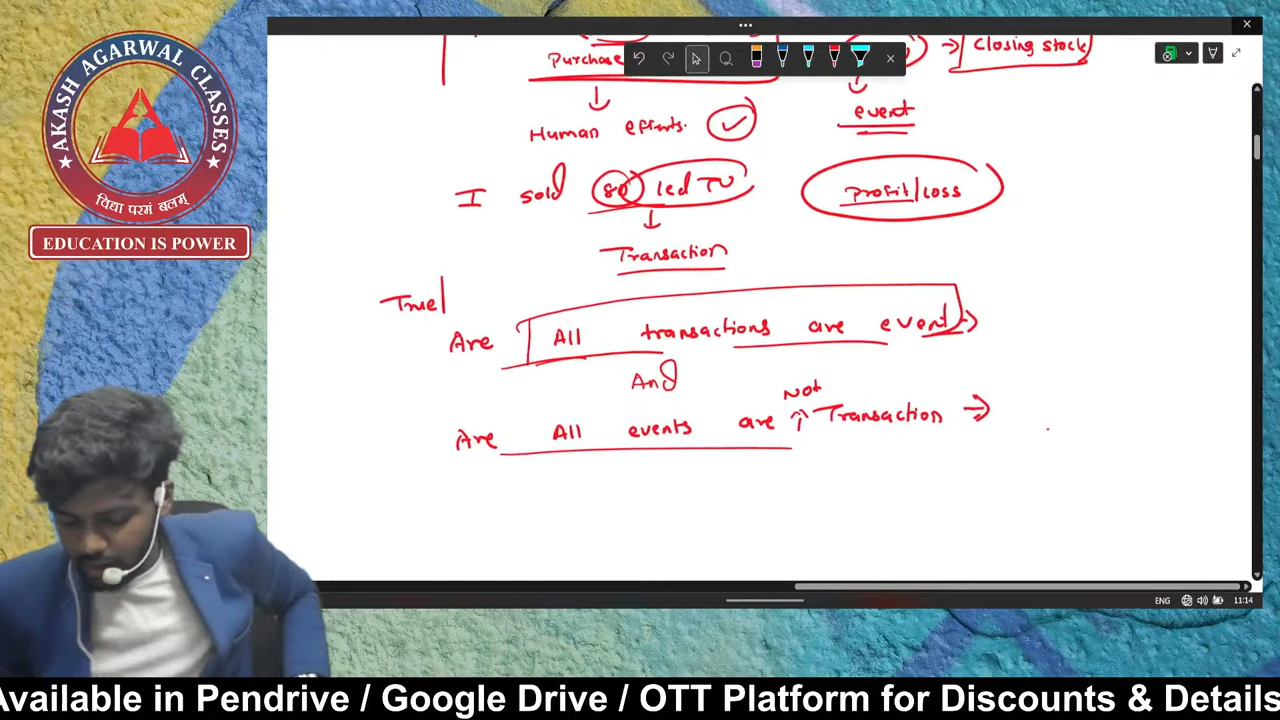 AKASH AGARWAL CLASSES
विद्या परमं बलम्
EDUCATION IS POWER
Purchase
Closing stock
event
Human efforts.
I sold 80 led TV
profit/loss
Transaction
True
Are All transactions are event
And
Not
Are All events are Transaction
ENG
11:14
Available in Pendrive / Google Drive / OTT Platform for Discounts & Details